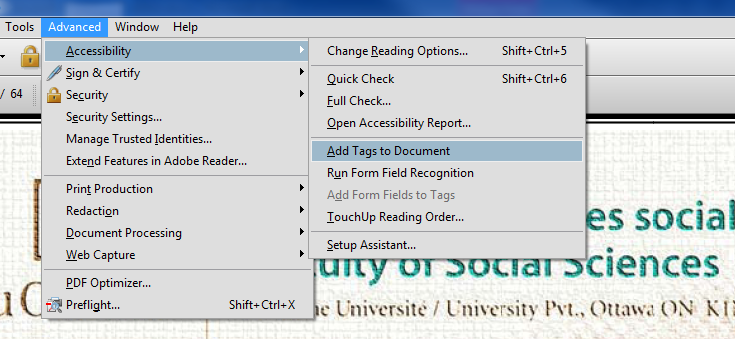 Tools Advanced Window Help
/ 64
Accessibility
Sign & Certify
Security
Security Settings...
Manage Trusted Identities...
Extend Features in Adobe Reader...
Print Production
Redaction
Document Processing
Web Capture
PDF Optimizer...
Preflight... Shift+Ctrl+X
Change Reading Options... Shift+Ctrl+5
Quick Check Shift+Ctrl+6
Full Check...
Open Accessibility Report...
Add Tags to Document
Run Form Field Recognition
Add Form Fields to Tags
TouchUp Reading Order...
Setup Assistant...
es social
of Social Sciences
Université / University Pvt., Ottawa ON K1